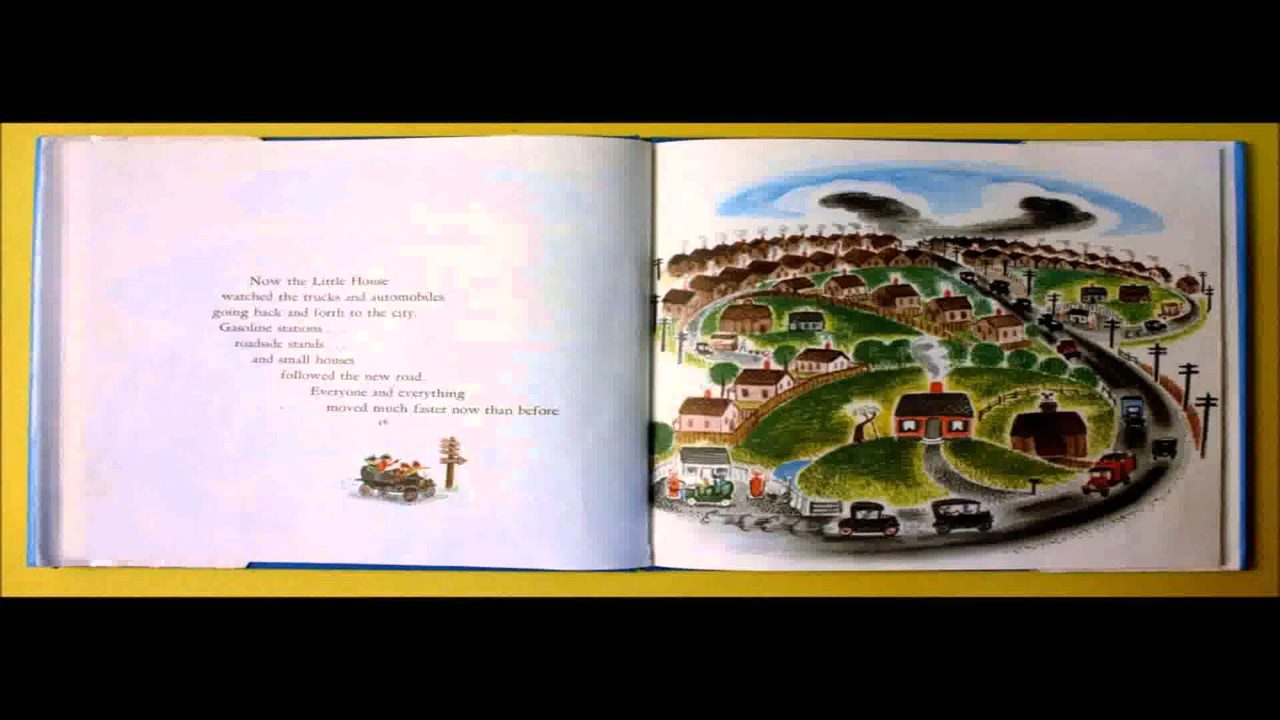 Now the Little House
watched the trucks and automobiles
going back and forth to the city.
Gasoline stations . . .
roadside stands . . .
and small houses
followed the new road.
Everyone and everything
moved much faster now than before
16